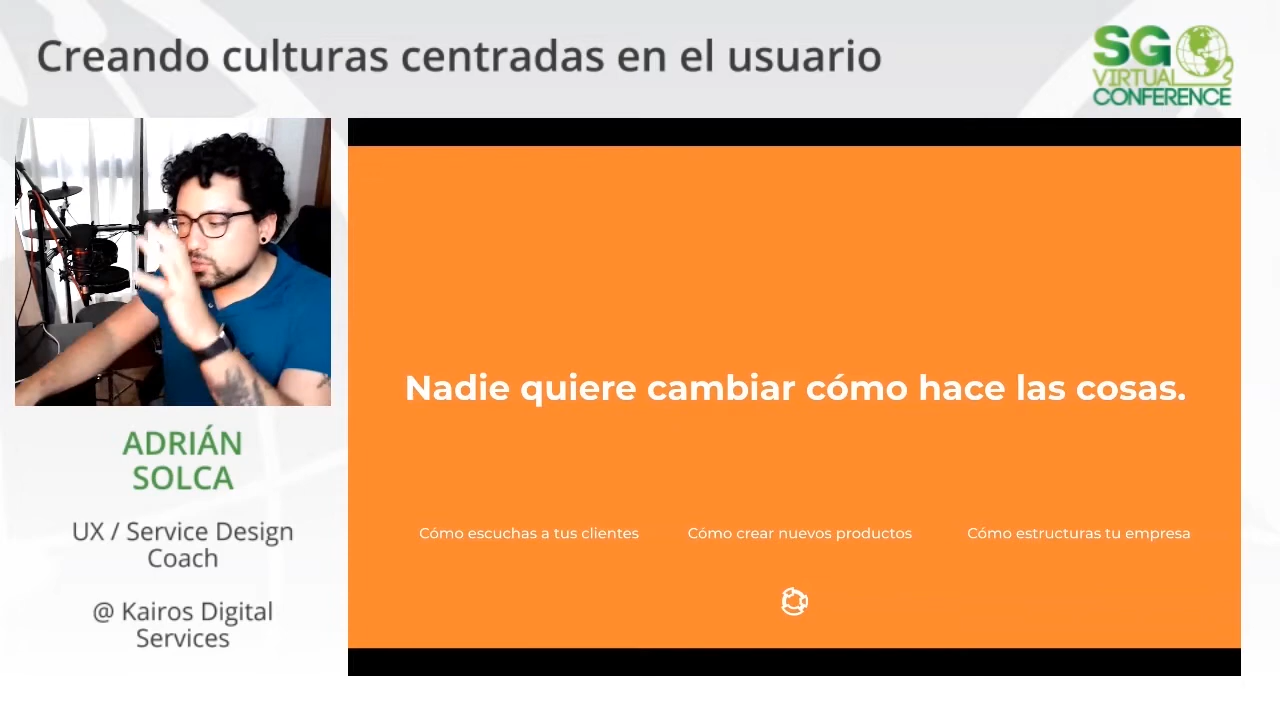 Creando culturas centradas en el usuario
SG
VIRTUAL
CONFERENCE
ADRIÁN
SOLCA
UX / Service Design
Coach
@ Kairos Digital
Services
Nadie quiere cambiar cómo hace las cosas.
Cómo escuchas a tus clientes
Cómo crear nuevos productos
Cómo estructuras tu empresa